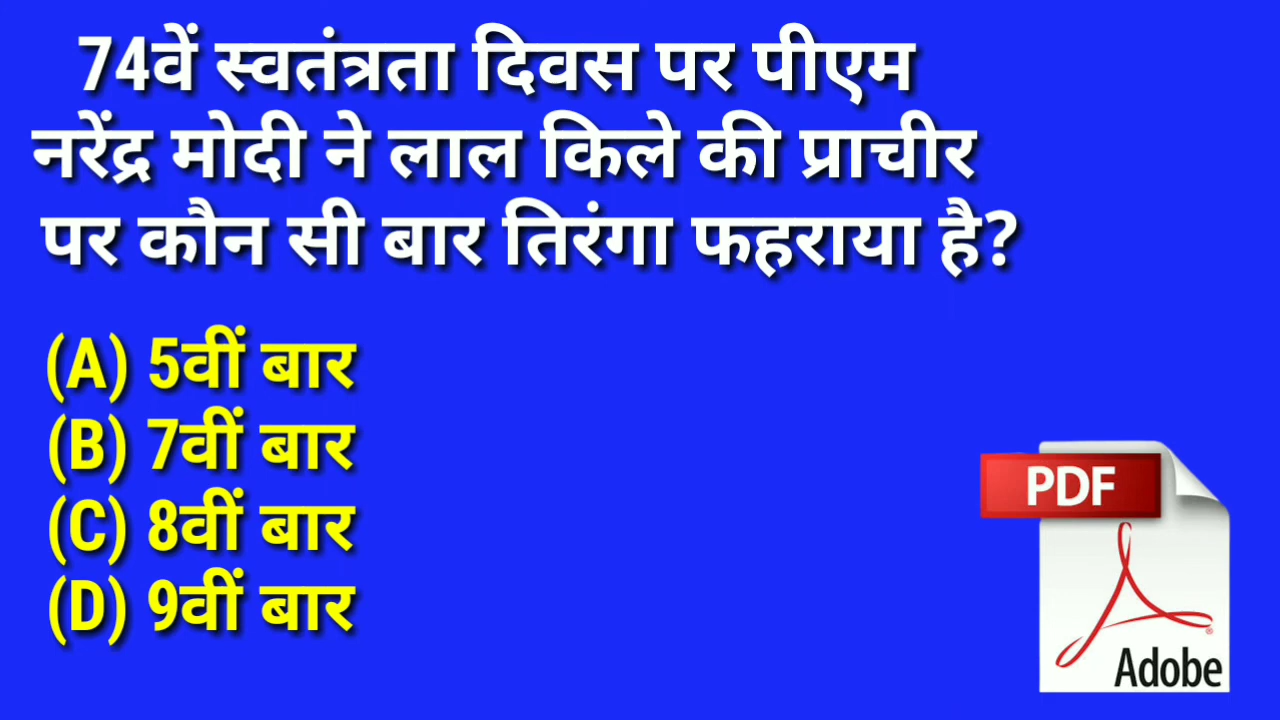 74वें स्वतंत्रता दिवस पर पीएम
नरेंद्र मोदी ने लाल किले की प्राचीर
पर कौन सी बार तिरंगा फहराया है?
(A) 5वीं बार
(B) 7वीं बार
(C) 8वीं बार
(D) 9वीं बार
PDF
Adobe